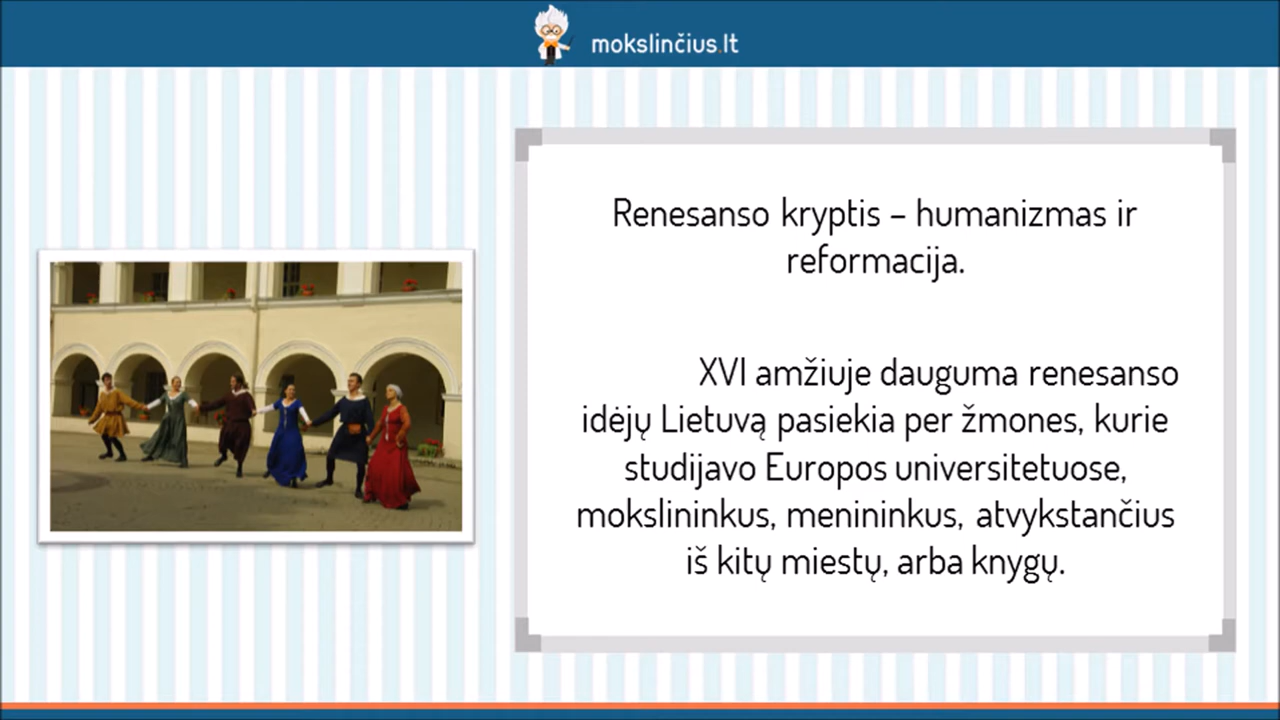 mokslinčius.lt
Renesanso kryptis – humanizmas ir
reformacija.
XVI amžiuje dauguma renesanso
idėjų Lietuvą pasiekia per žmones, kurie
studijavo Europos universitetuose,
mokslininkus, menininkus, atvykstančius
iš kitų miestų, arba knygų.